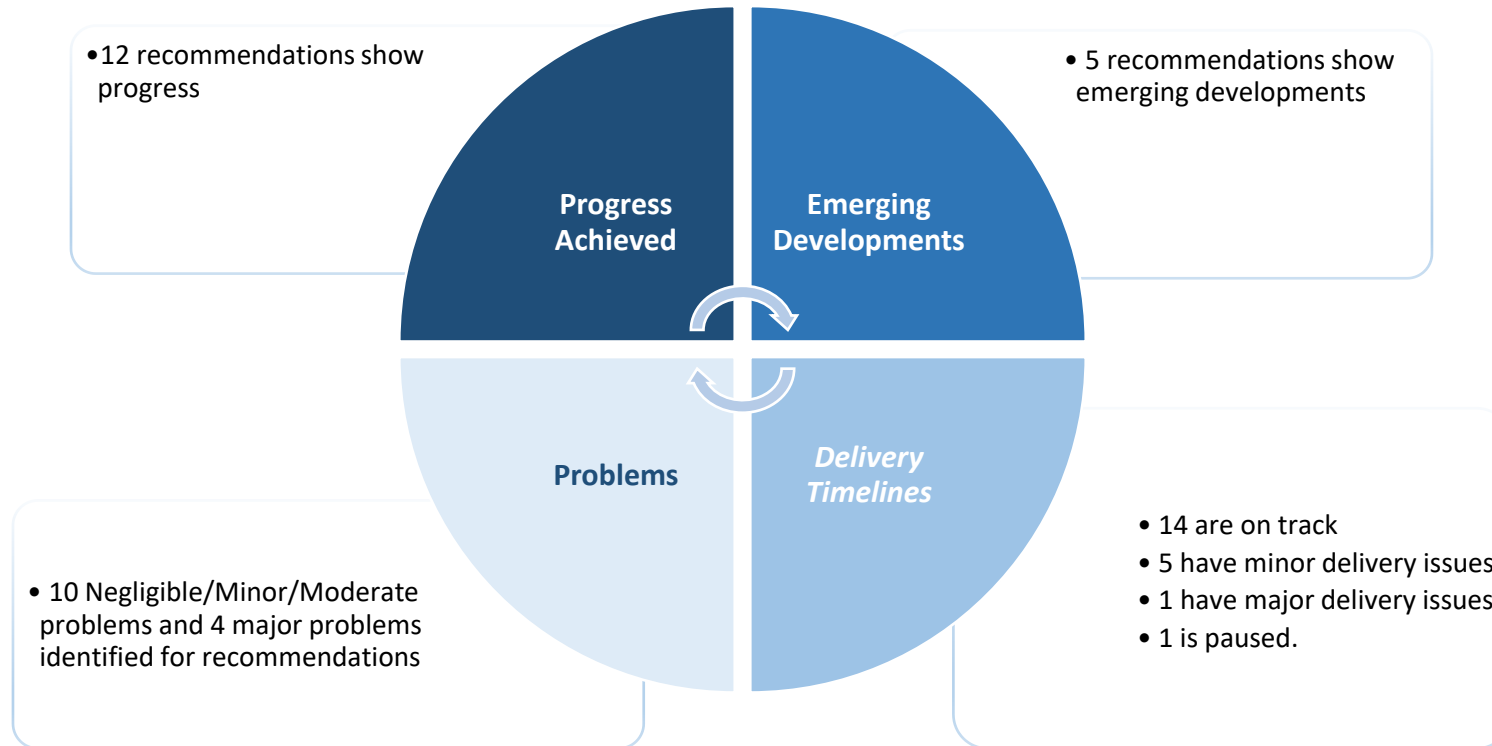 •12 recommendations show
progress
• 5 recommendations show
emerging developments
Progress
Achieved
Emerging
Developments
Problems
Delivery
Timelines
• 10 Negligible/Minor/Moderate
problems and 4 major problems
identified for recommendations
• 14 are on track
• 5 have minor delivery issues
• 1 have major delivery issues
• 1 is paused.